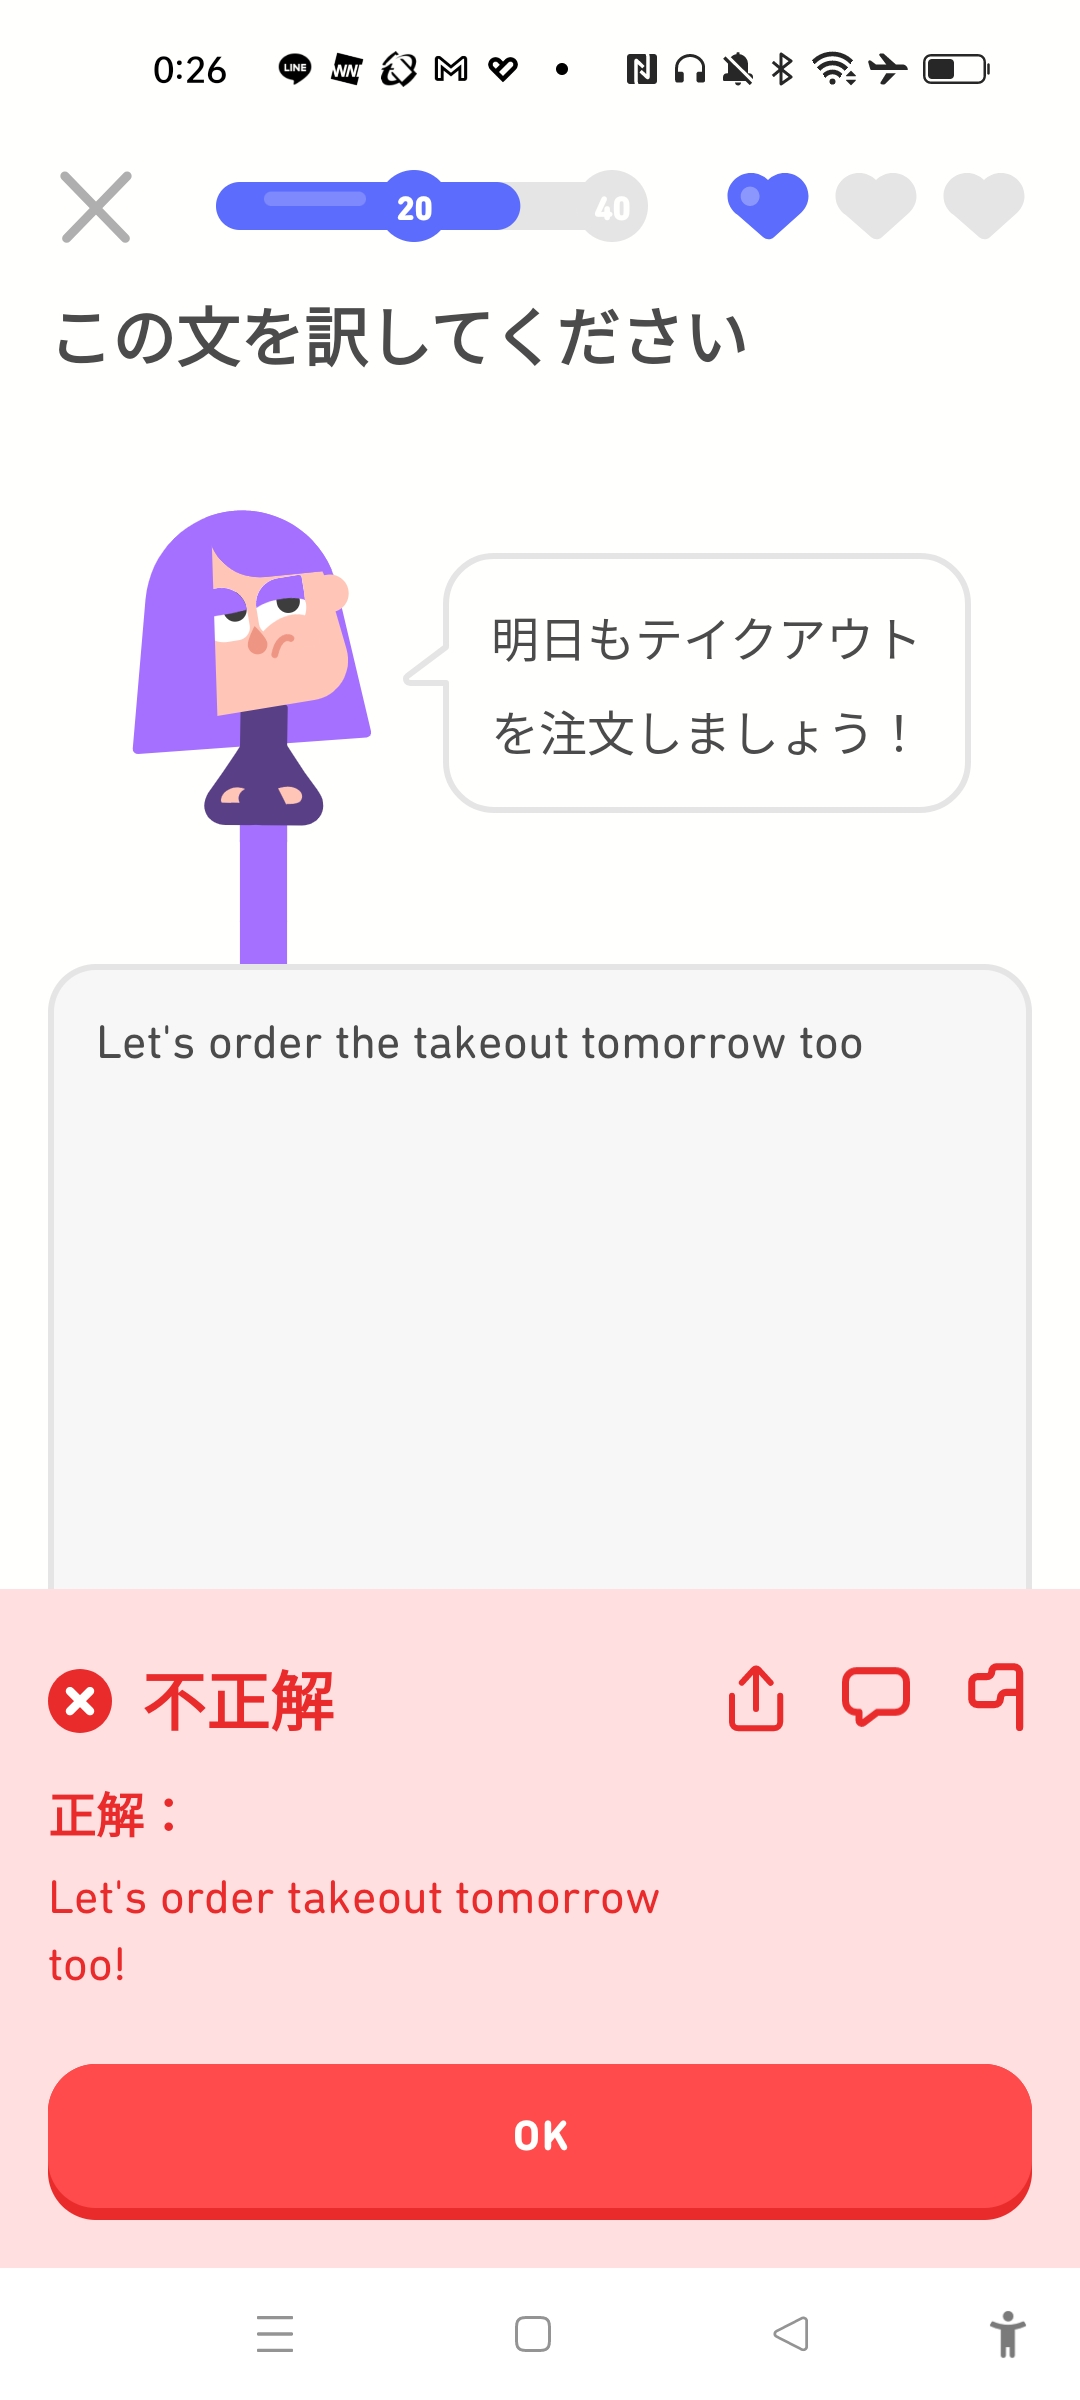 0:26
LINE
WNI
20
40
この文を訳してください
明日もテイクアウト
を注文しましょう！
Let's order the takeout tomorrow too
不正解
正解：
Let's order takeout tomorrow
too!
OK